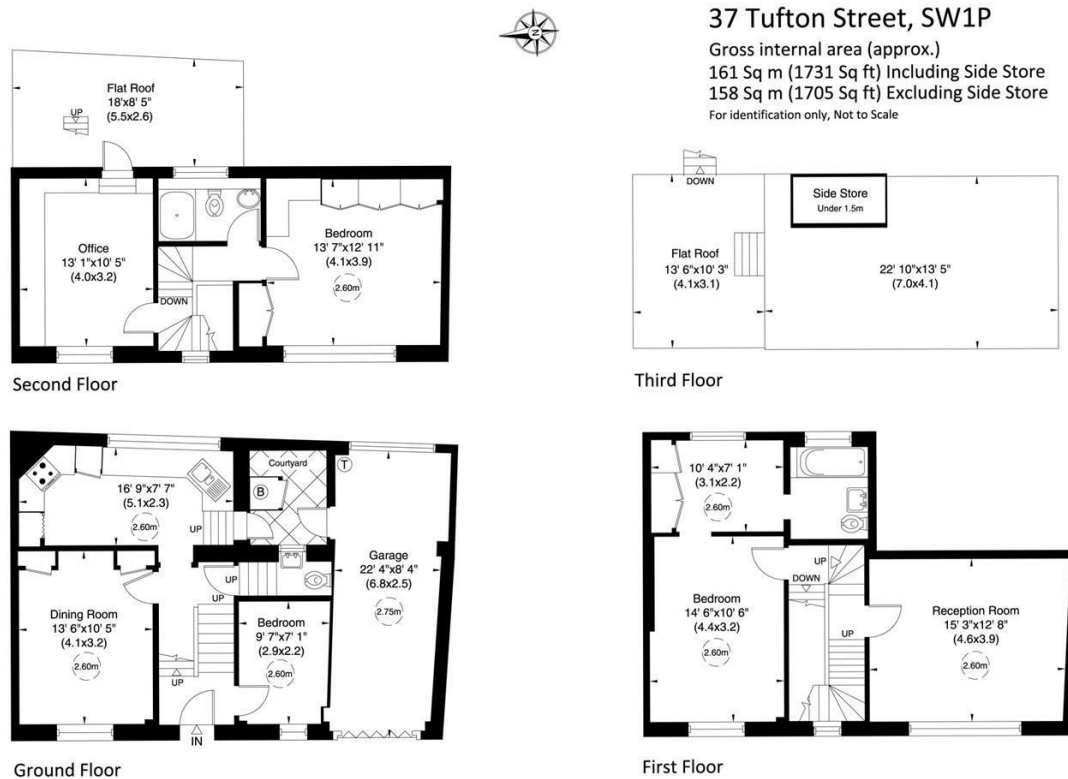 37 Tufton Street, SW1P
Gross internal area (approx.)
161 Sq m (1731 Sq ft) Including Side Store
158 Sq m (1705 Sq ft) Excluding Side Store
For identification only, Not to Scale
Flat Roof
18'x8' 5"
(5.5x2.6)
UP
Office
13' 1"x10' 5"
(4.0x3.2)
DOWN
Bedroom
13' 7"x12' 11"
(4.1x3.9)
2.60m
Second Floor
DOWN
Side Store
Under 1.5m
Flat Roof
13' 6"x10' 3"
(4.1x3.1)
22' 10"x13' 5"
(7.0x4.1)
Third Floor
16' 9"x7' 7"
(5.1x2.3)
2.60m
UP
Courtyard
B
T
Garage
22' 4"x8' 4"
(6.8x2.5)
2.75m
Dining Room
13' 6"x10' 5"
(4.1x3.2)
2.60m
UP
UP
UP
Bedroom
9' 7"x7' 1"
(2.9x2.2)
2.60m
IN
Ground Floor
10' 4"x7' 1"
(3.1x2.2)
2.60m
Bedroom
14' 6"x10' 6"
(4.4x3.2)
2.60m
UP
DOWN
UP
Reception Room
15' 3"x12' 8"
(4.6x3.9)
2.60m
First Floor